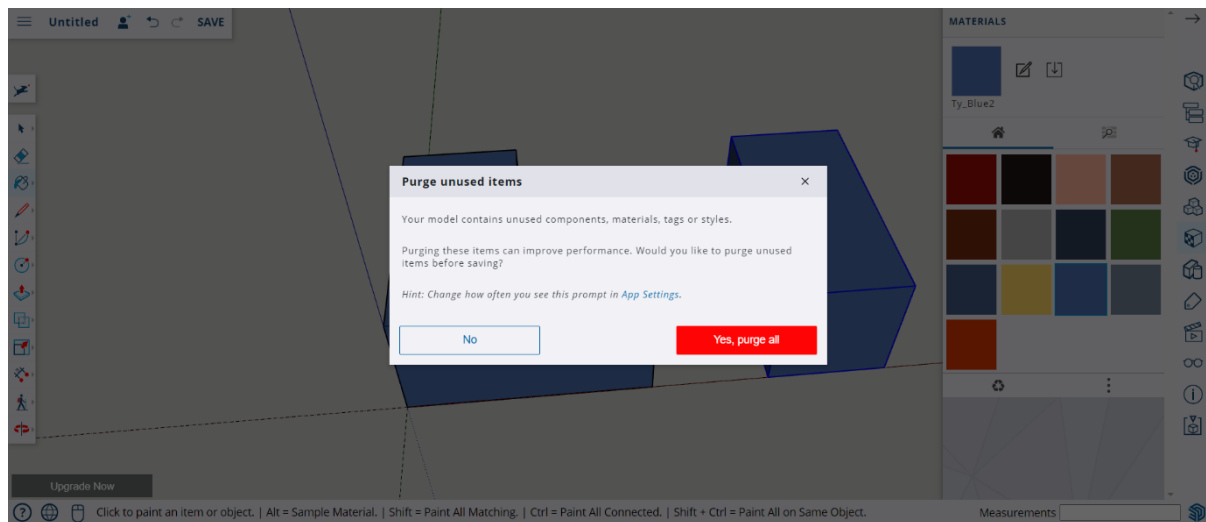 Untitled SAVE
MATERIALS
Ty_Blue2
Purge unused items
Your model contains unused components, materials, tags or styles.
Purging these items can improve performance. Would you like to purge unused
items before saving?
Hint: Change how often you see this prompt in App Settings.
No Yes, purge all
Upgrade Now
Click to paint an item or object. | Alt = Sample Material. | Shift = Paint All Matching. | Ctrl = Paint All Connected. | Shift + Ctrl = Paint All on Same Object. Measurements